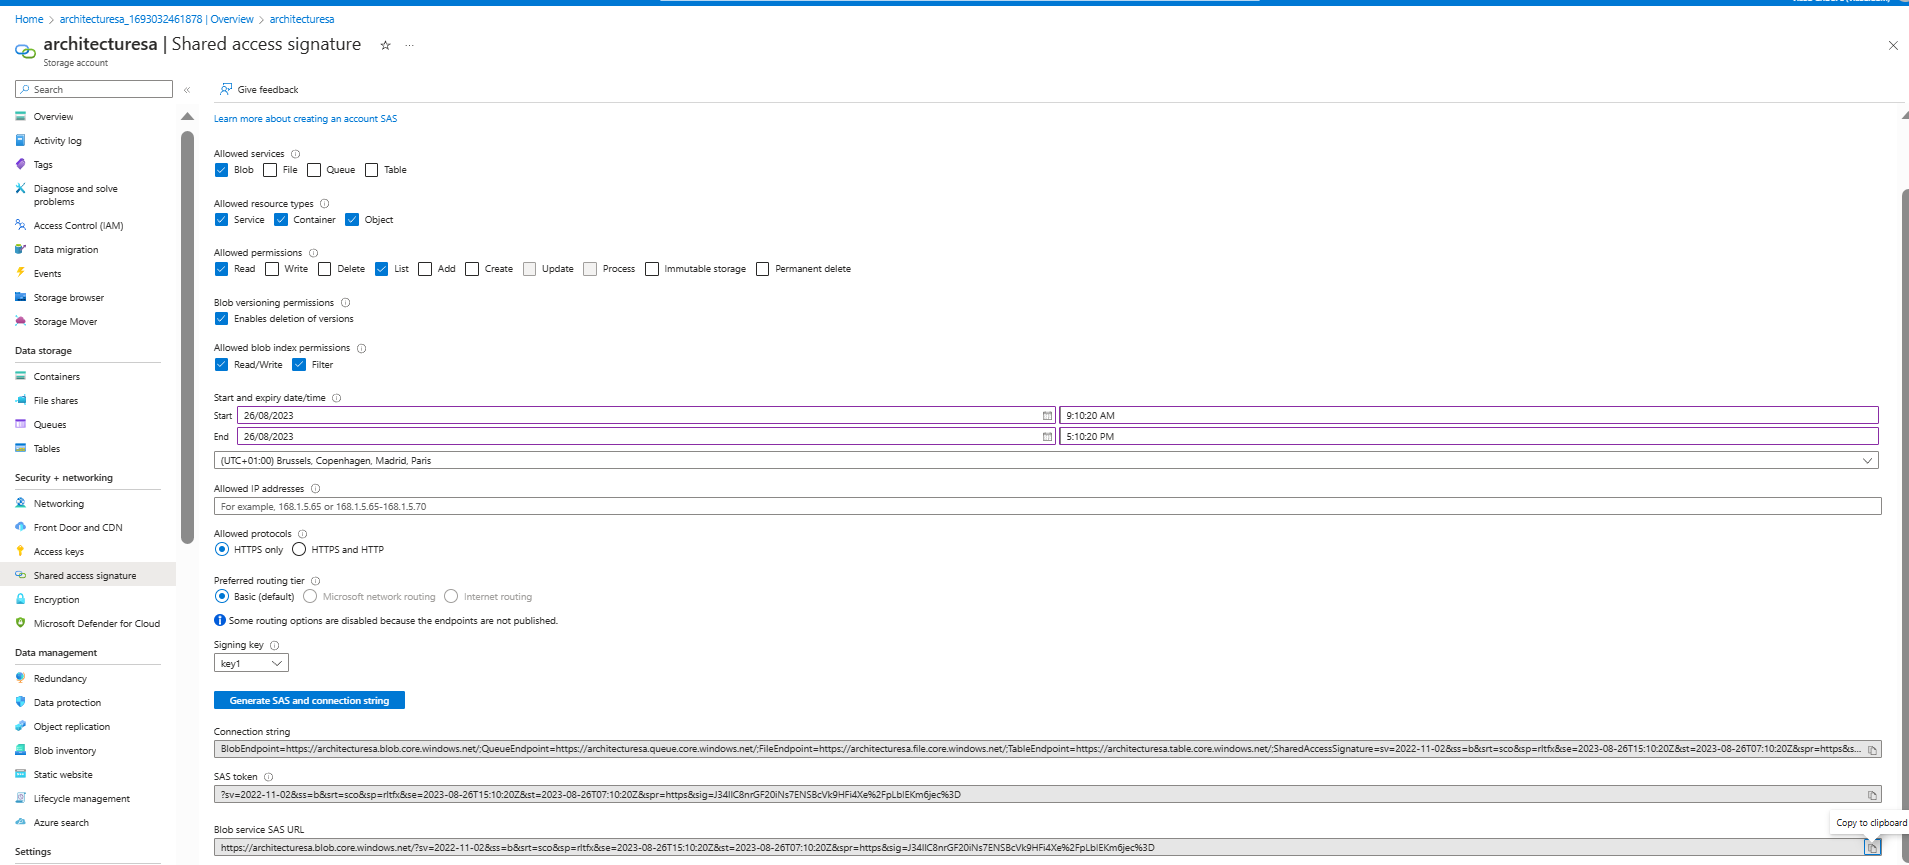 Home > architecturesa_1693032461878 | Overview > architecturesa
architecturesa | Shared access signature
Storage account
Search
Give feedback
Overview
Activity log
Tags
Diagnose and solve
problems
Access Control (IAM)
Data migration
Events
Storage browser
Storage Mover
Data storage
Containers
File shares
Queues
Tables
Security + networking
Networking
Front Door and CDN
Access keys
Shared access signature
Encryption
Microsoft Defender for Cloud
Data management
Redundancy
Data protection
Object replication
Blob inventory
Static website
Lifecycle management
Azure search
Settings
Learn more about creating an account SAS
Allowed services
Blob File Queue Table
Allowed resource types
Service Container Object
Allowed permissions
Read Write Delete List Add Create Update Process Immutable storage Permanent delete
Blob versioning permissions
Enables deletion of versions
Allowed blob index permissions
Read/Write Filter
Start and expiry date/time
Start 26/08/2023 9:10:20 AM
End 26/08/2023 5:10:20 PM
(UTC+01:00) Brussels, Copenhagen, Madrid, Paris
Allowed IP addresses
For example, 168.1.5.65 or 168.1.5.65-168.1.5.70
Allowed protocols
HTTPS only HTTPS and HTTP
Preferred routing tier
Basic (default) Microsoft network routing Internet routing
Some routing options are disabled because the endpoints are not published.
Signing key
key1
Generate SAS and connection string
Connection string
BlobEndpoint=https://architecturesa.blob.core.windows.net/;QueueEndpoint=https://architecturesa.queue.core.windows.net/;FileEndpoint=https://architecturesa.file.core.windows.net/;TableEndpoint=https://architecturesa.table.core.windows.net/;SharedAccessSignature=sv=2022-11-02&ss=b&srt=sco&sp=rltfx&se=2023-08-26T15:10:20Z&st=2023-08-26T07:10:20Z&spr=https&s...
SAS token
?sv=2022-11-02&ss=b&srt=sco&sp=rltfx&se=2023-08-26T15:10:20Z&st=2023-08-26T07:10:20Z&spr=https&sig=J34IIC8nrGF20iNs7ENSBcVk9HFi4Xe%2FpLbIEKm6jec%3D
Copy to clipboard
Blob service SAS URL
https://architecturesa.blob.core.windows.net/?sv=2022-11-02&ss=b&srt=sco&sp=rltfx&se=2023-08-26T15:10:20Z&st=2023-08-26T07:10:20Z&spr=https&sig=J34IIC8nrGF20iNs7ENSBcVk9HFi4Xe%2FpLbIEKm6jec%3D